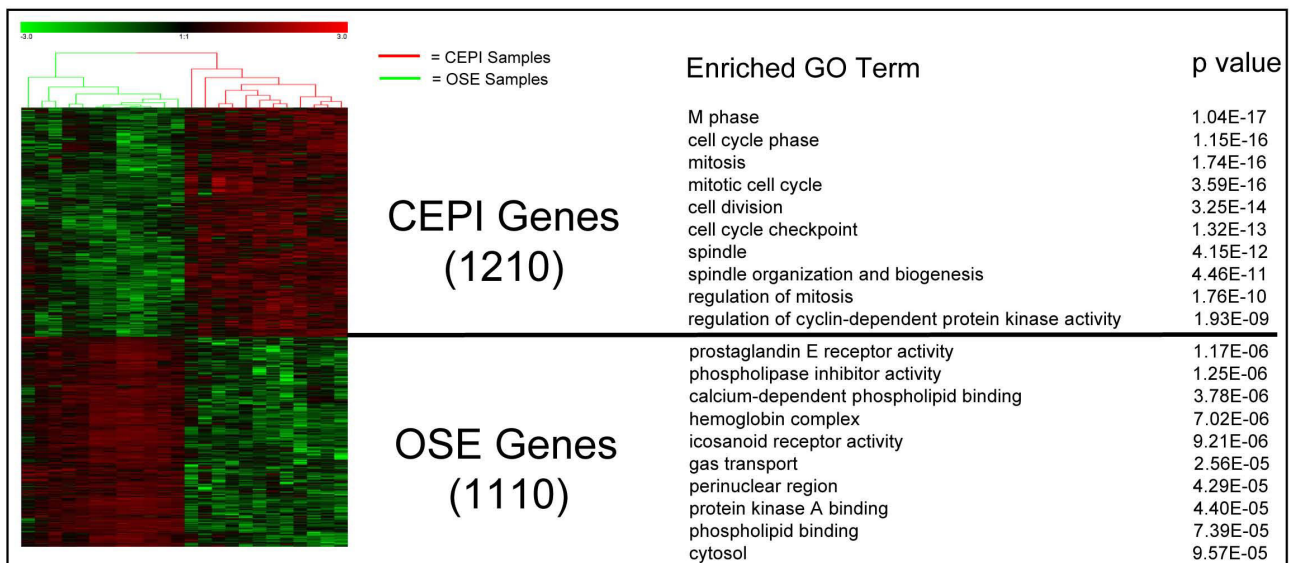 -3.0 1:1 3.0
= CEPI Samples
= OSE Samples
Enriched GO Term p value
CEPI Genes
(1210)
M phase 1.04E-17
cell cycle phase 1.15E-16
mitosis 1.74E-16
mitotic cell cycle 3.59E-16
cell division 3.25E-14
cell cycle checkpoint 1.32E-13
spindle 4.15E-12
spindle organization and biogenesis 4.46E-11
regulation of mitosis 1.76E-10
regulation of cyclin-dependent protein kinase activity 1.93E-09
OSE Genes
(1110)
prostaglandin E receptor activity 1.17E-06
phospholipase inhibitor activity 1.25E-06
calcium-dependent phospholipid binding 3.78E-06
hemoglobin complex 7.02E-06
icosanoid receptor activity 9.21E-06
gas transport 2.56E-05
perinuclear region 4.29E-05
protein kinase A binding 4.40E-05
phospholipid binding 7.39E-05
cytosol 9.57E-05